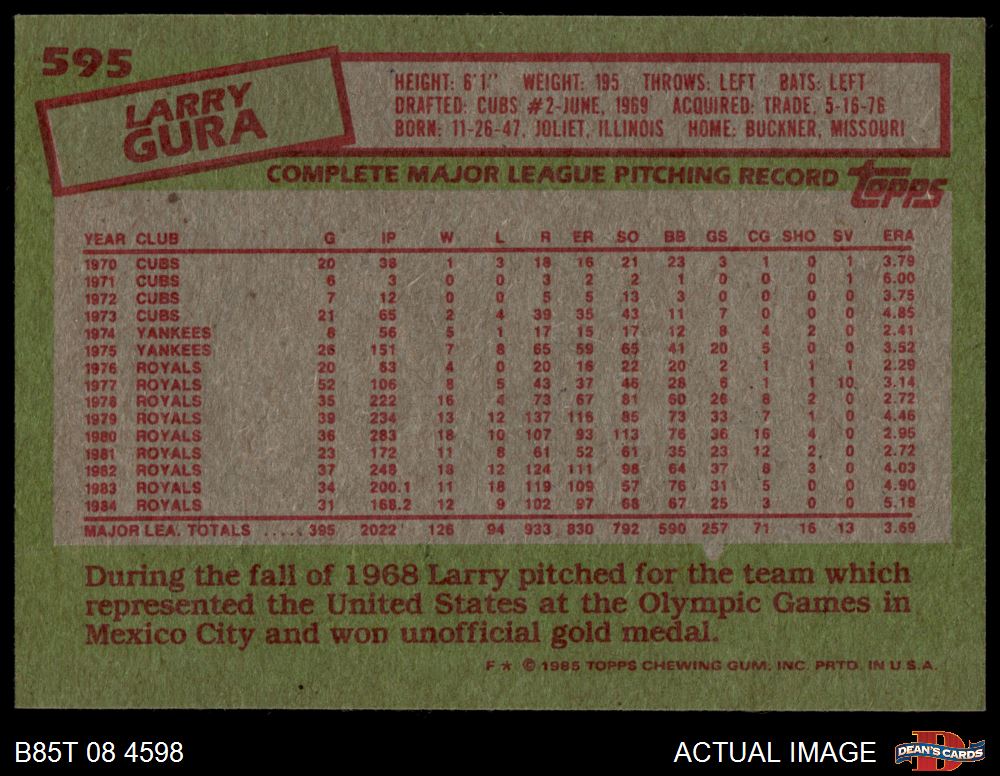 595
LARRY
GURA
HEIGHT: 6'1" WEIGHT: 195 THROWS: LEFT BATS: LEFT
DRAFTED: CUBS #2-JUNE, 1969 ACQUIRED: TRADE, 5-16-76
BORN: 11-26-47, JOLIET, ILLINOIS HOME: BUCKNER, MISSOURI
COMPLETE MAJOR LEAGUE PITCHING RECORD topps
YEAR CLUB G IP W L R ER SO BB GS CG SHO SV ERA
1970 CUBS 20 38 1 3 18 16 21 23 3 1 0 1 3.79
1971 CUBS 6 3 0 0 3 2 2 1 0 0 0 1 6.00
1972 CUBS 7 12 0 0 5 5 13 3 0 0 0 0 3.75
1973 CUBS 21 65 2 4 39 35 43 11 7 0 0 0 4.85
1974 YANKEES 8 56 5 1 17 15 17 12 8 4 2 0 2.41
1975 YANKEES 26 151 7 8 65 59 65 41 20 5 0 0 3.52
1976 ROYALS 20 63 4 0 20 16 22 20 2 1 1 1 2.29
1977 ROYALS 52 106 8 5 43 37 46 28 6 1 1 10 3.14
1978 ROYALS 35 222 16 4 73 67 81 60 26 8 2 0 2.72
1979 ROYALS 39 234 13 12 137 116 85 73 33 7 1 0 4.46
1980 ROYALS 36 283 18 10 107 93 113 76 36 16 4 0 2.95
1981 ROYALS 23 172 11 8 61 52 61 35 23 12 2 0 2.72
1982 ROYALS 37 248 18 12 124 111 98 64 37 8 3 0 4.03
1983 ROYALS 34 200.1 11 18 119 109 57 76 31 5 0 0 4.90
1984 ROYALS 31 168.2 12 9 102 97 68 67 25 3 0 0 5.18
MAJOR LEA. TOTALS ..... 395 2022 126 94 933 830 792 590 257 71 16 13 3.69
During the fall of 1968 Larry pitched for the team which
represented the United States at the Olympic Games in
Mexico City and won unofficial gold medal.
F * © 1985 TOPPS CHEWING GUM, INC. PRTD. IN U.S.A.
B85T 08 4598 ACTUAL IMAGE DEAN'S CARDS